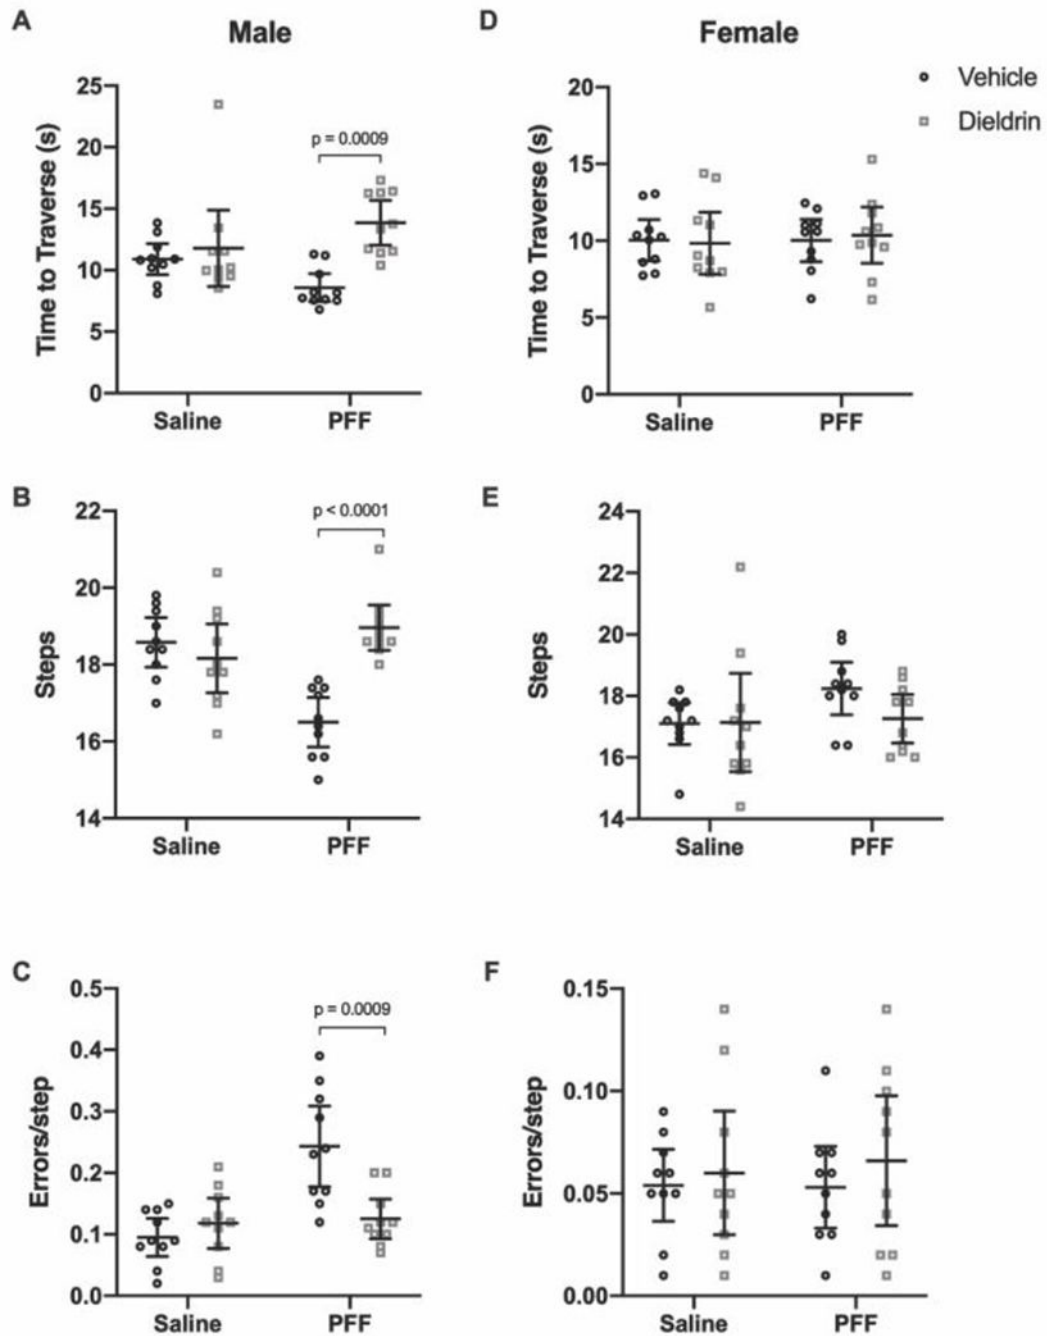 A
Male
D
Female
Vehicle
Dieldrin
Time to Traverse (s)
25
20
15
10
5
0
p = 0.0009
Saline
PFF
Time to Traverse (s)
20
15
10
5
0
Saline
PFF
B
Steps
22
20
18
16
14
p < 0.0001
Saline
PFF
E
Steps
24
22
20
18
16
14
Saline
PFF
C
Errors/step
0.5
0.4
0.3
0.2
0.1
0.0
p = 0.0009
Saline
PFF
F
Errors/step
0.15
0.10
0.05
0.00
Saline
PFF